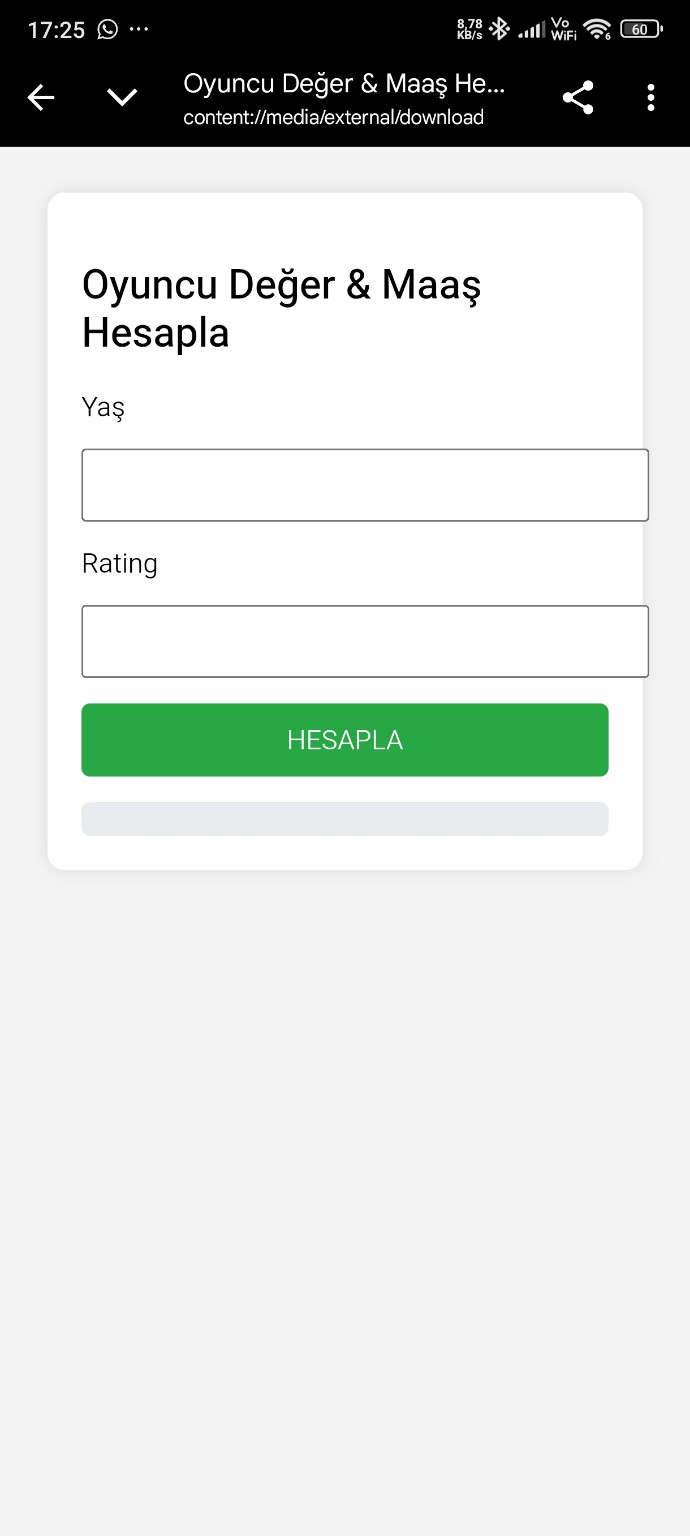 17:25
8,78
KB/s
Vo
WiFi
6
60
Oyuncu Değer & Maaş He...
content://media/external/download
Oyuncu Değer & Maaş
Hesapla
Yaş
Rating
HESAPLA